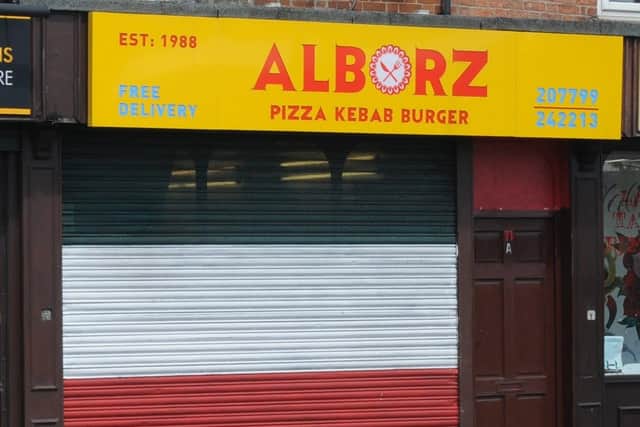 EST: 1988
ALBORZ
FREE
DELIVERY
PIZZA KEBAB BURGER
207799
242213
A